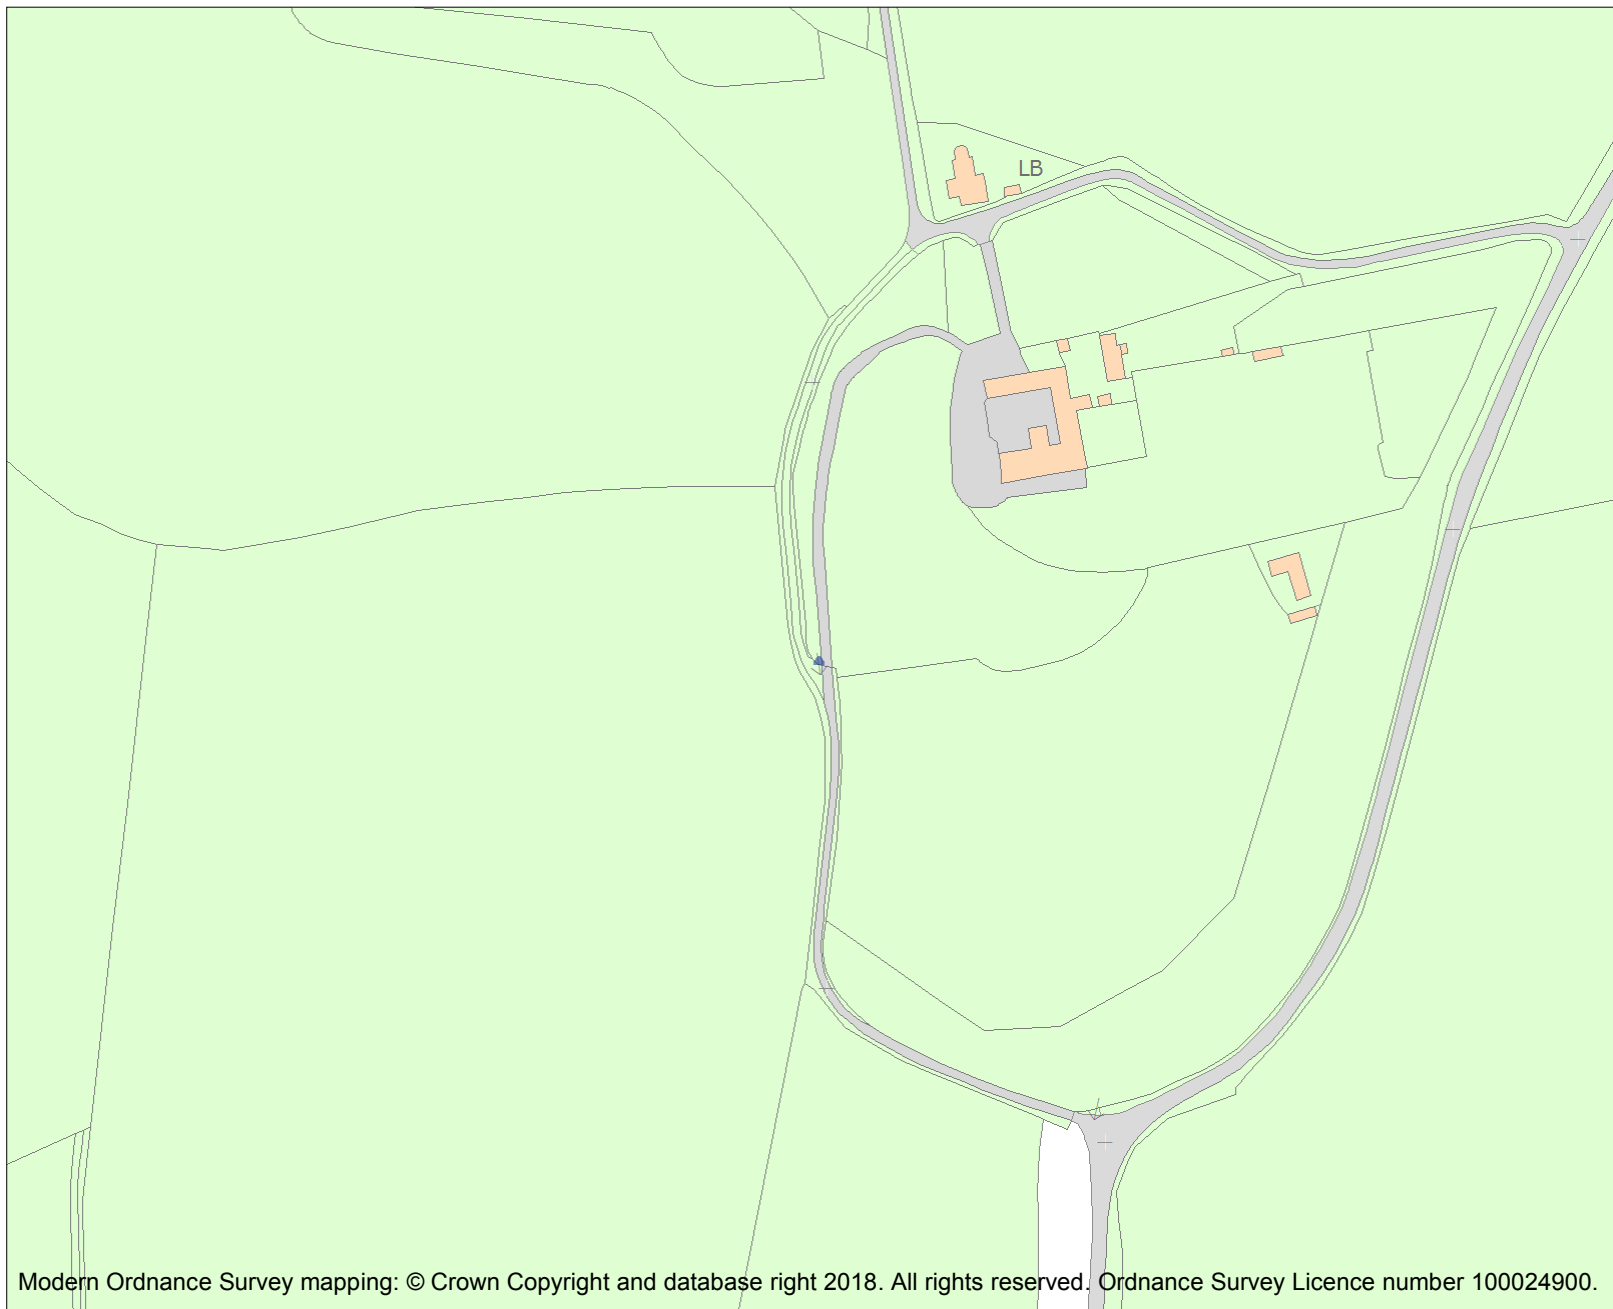 LB
Modern Ordnance Survey mapping: © Crown Copyright and database right 2018. All rights reserved. Ordnance Survey Licence number 100024900.